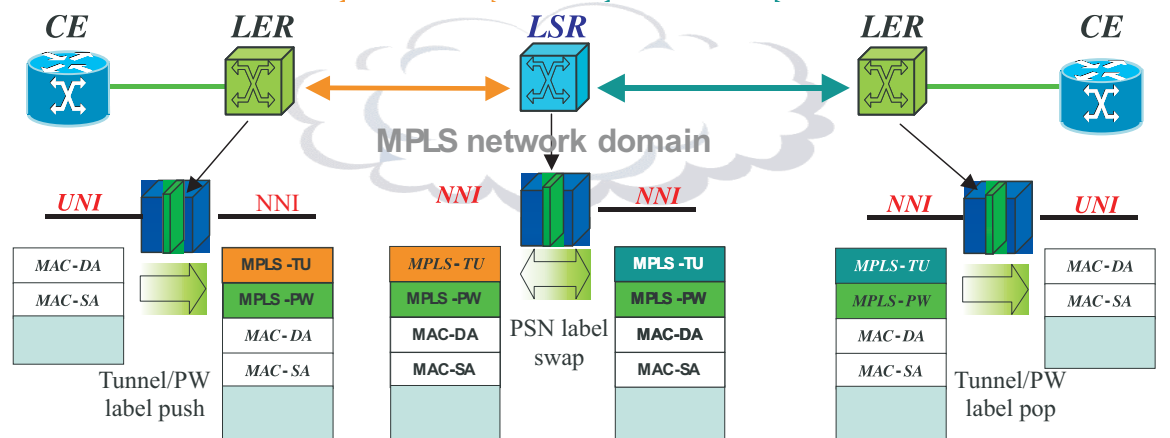 CE
LER
LSR
LER
CE
MPLS network domain
UNI
NNI
NNI
NNI
NNI
UNI
MAC-DA
MAC-SA
MPLS -TU
MPLS -PW
MAC-DA
MAC-SA
MPLS-TU
MPLS -PW
MAC-DA
MAC-SA
MPLS -TU
MPLS -PW
MAC-DA
MAC-SA
MPLS-TU
MPLS-PW
MAC-DA
MAC-SA
MAC-DA
MAC-SA
Tunnel/PW
label push
PSN label
swap
Tunnel/PW
label pop